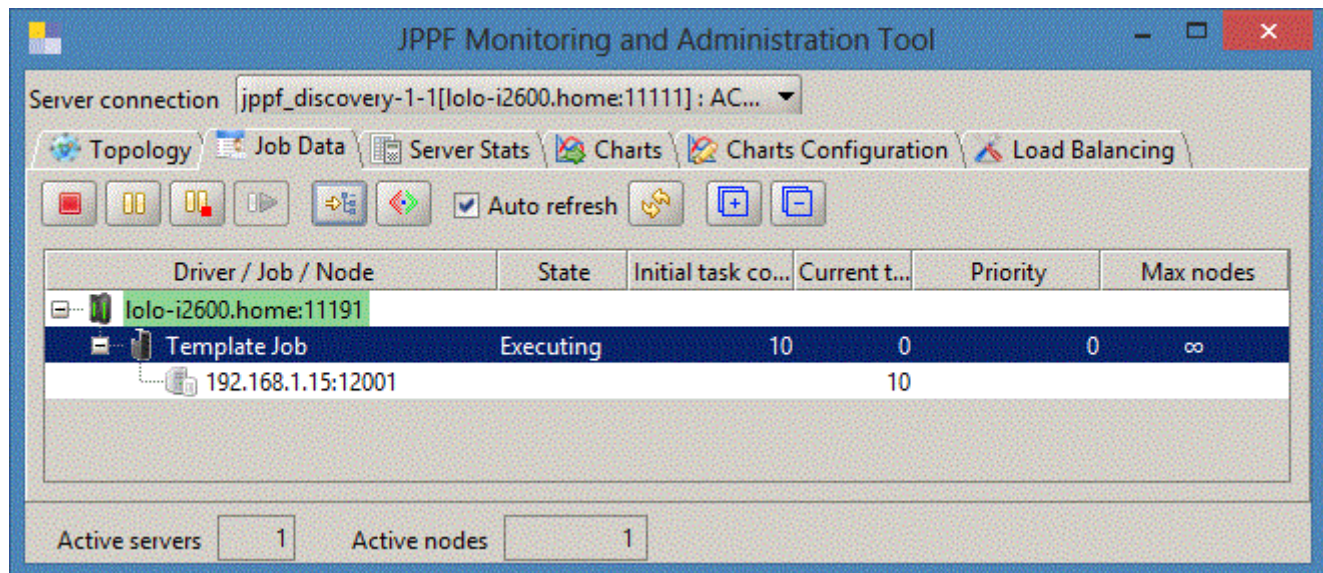 JPPF Monitoring and Administration Tool
Server connection jppf_discovery-1-1[lolo-i2600.home:11111] : AC...
Topology Job Data Server Stats Charts Charts Configuration Load Balancing
Auto refresh
Driver / Job / Node State Initial task co... Current t... Priority Max nodes
lolo-i2600.home:11191
Template Job Executing 10 0 0 ∞
192.168.1.15:12001 10
Active servers 1 Active nodes 1